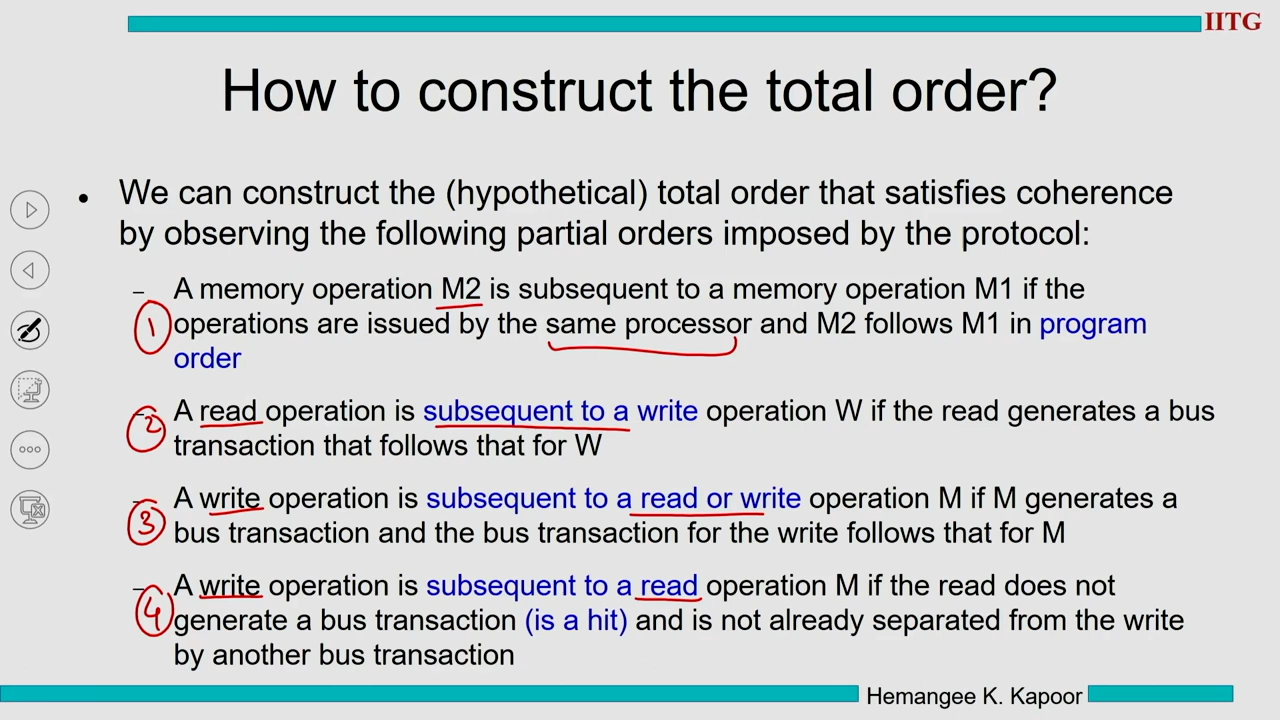 IITG
How to construct the total order?
• We can construct the (hypothetical) total order that satisfies coherence
by observing the following partial orders imposed by the protocol:
– A memory operation M2 is subsequent to a memory operation M1 if the
1 operations are issued by the same processor and M2 follows M1 in program
order
– A read operation is subsequent to a write operation W if the read generates a bus
2 transaction that follows that for W
– A write operation is subsequent to a read or write operation M if M generates a
3 bus transaction and the bus transaction for the write follows that for M
– A write operation is subsequent to a read operation M if the read does not
4 generate a bus transaction (is a hit) and is not already separated from the write
by another bus transaction
Hemangee K. Kapoor